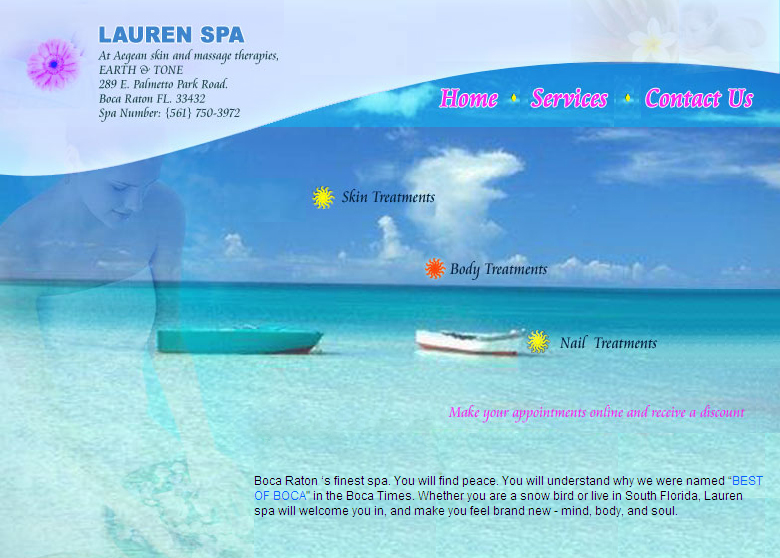 LAUREN SPA
At Aegean skin and massage therapies,
EARTH & TONE
289 E. Palmetto Park Road.
Boca Raton FL. 33432
Spa Number: {561} 750-3972
Home Services Contact Us
Skin Treatments
Body Treatments
Nail Treatments
Make your appointments online and receive a discount
Boca Raton ‘s finest spa. You will find peace. You will understand why we were named “BEST
OF BOCA” in the Boca Times. Whether you are a snow bird or live in South Florida, Lauren
spa will welcome you in, and make you feel brand new - mind, body, and soul.